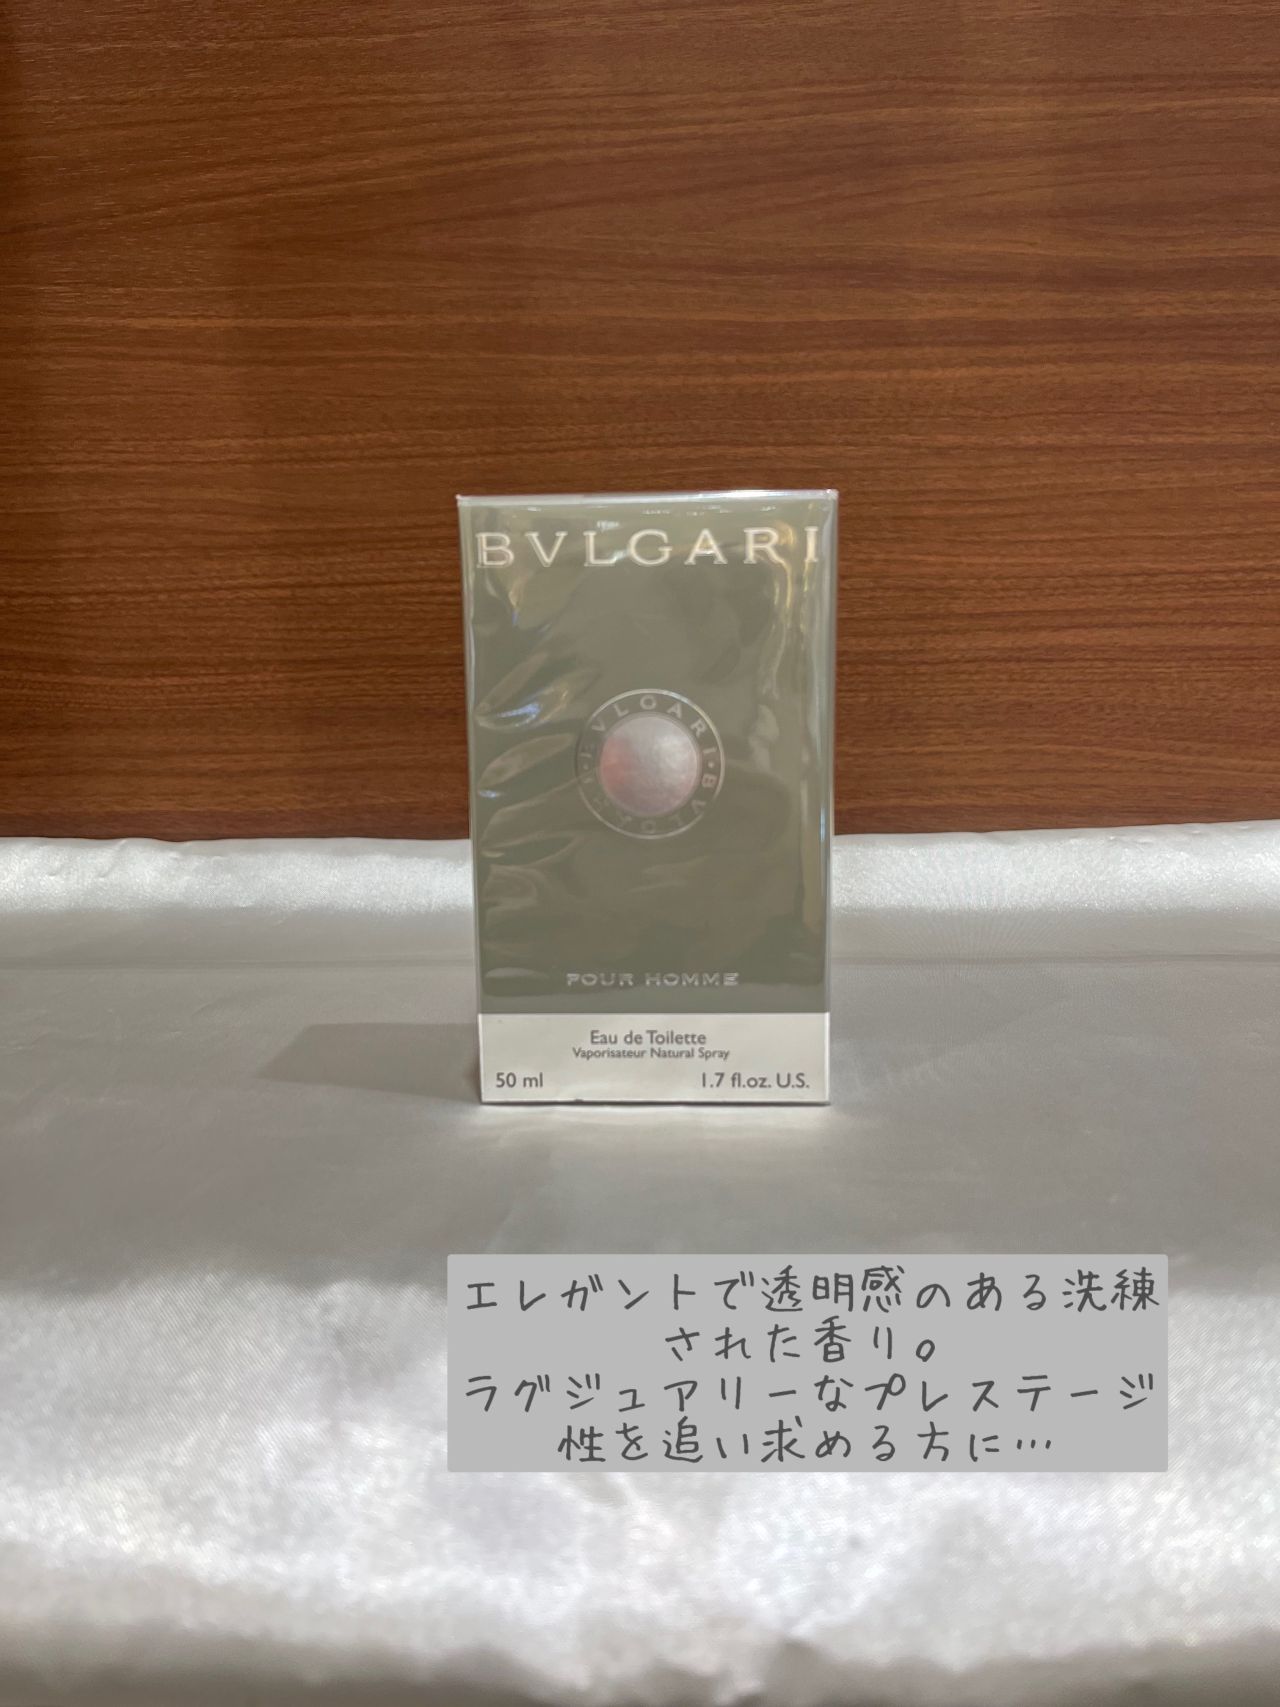 BVLGARI
BVLGARI·BVLGARI·
POUR HOMME
Eau de Toilette
Vaporisateur Natural Spray
50 ml 1.7 fl.oz. U.S.
エレガントで透明感のある洗練
された香り。
ラグジュアリーなプレステージ
性を追い求める方に…